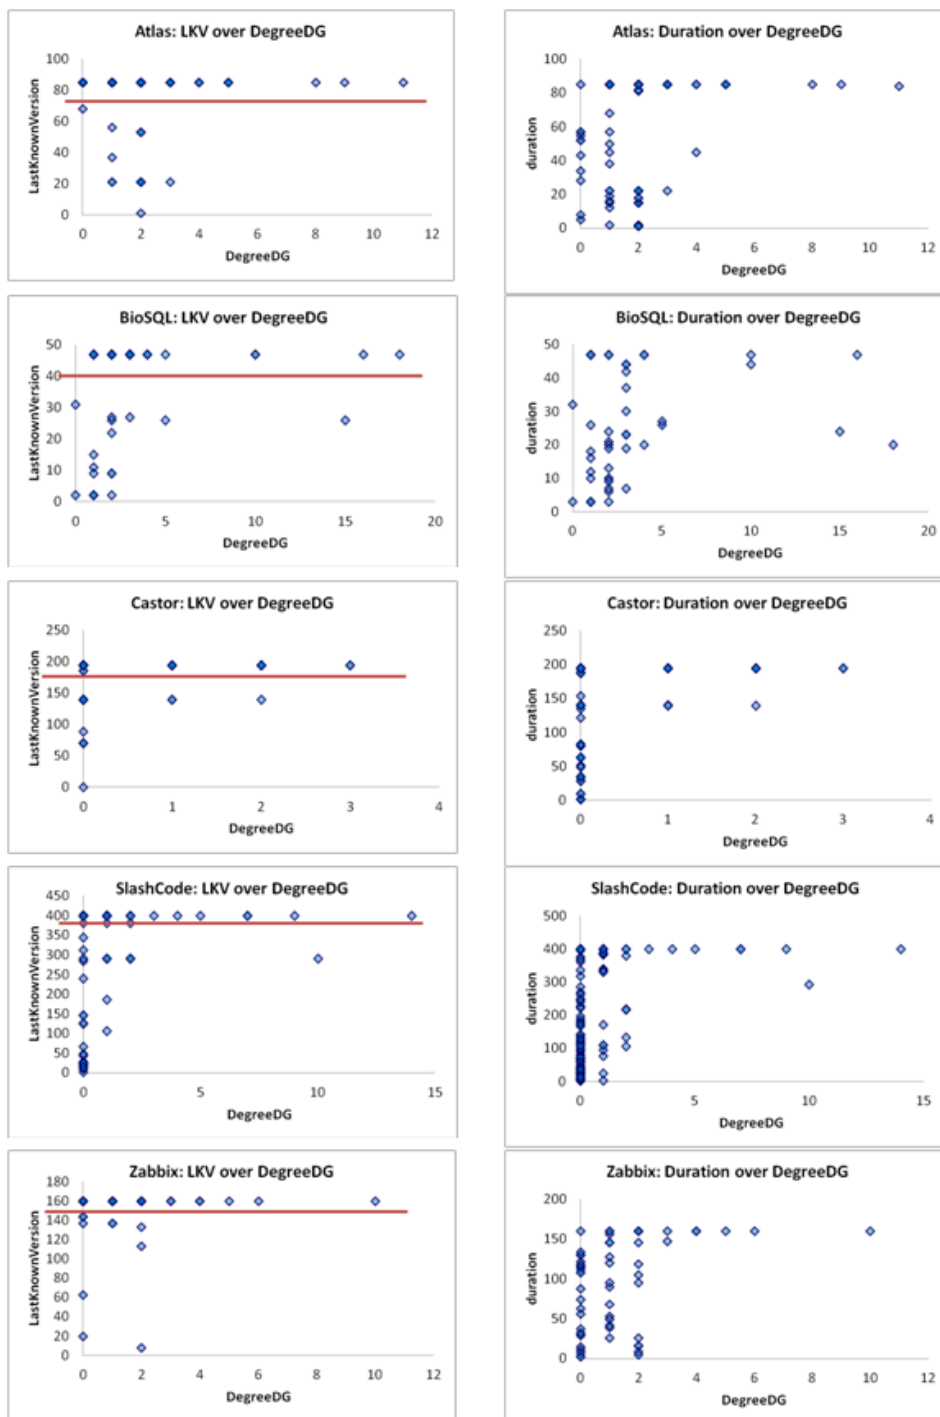 Atlas: LKV over DegreeDG
LastKnownVersion
100
80
60
40
20
0
0 2 4 6 8 10 12
DegreeDG
Atlas: Duration over DegreeDG
duration
100
80
60
40
20
0
0 2 4 6 8 10 12
DegreeDG
BioSQL: LKV over DegreeDG
LastKnownVersion
50
40
30
20
10
0
0 5 10 15 20
DegreeDG
BioSQL: Duration over DegreeDG
duration
50
40
30
20
10
0
0 5 10 15 20
DegreeDG
Castor: LKV over DegreeDG
LastKnownVersion
250
200
150
100
50
0
0 1 2 3 4
DegreeDG
Castor: Duration over DegreeDG
duration
250
200
150
100
50
0
0 1 2 3 4
DegreeDG
SlashCode: LKV over DegreeDG
LastKnownVersion
450
400
350
300
250
200
150
100
50
0
0 5 10 15
DegreeDG
SlashCode: Duration over DegreeDG
duration
500
400
300
200
100
0
0 5 10 15
DegreeDG
Zabbix: LKV over DegreeDG
LastKnownVersion
180
160
140
120
100
80
60
40
20
0
0 2 4 6 8 10 12
DegreeDG
Zabbix: Duration over DegreeDG
duration
200
150
100
50
0
0 2 4 6 8 10 12
DegreeDG